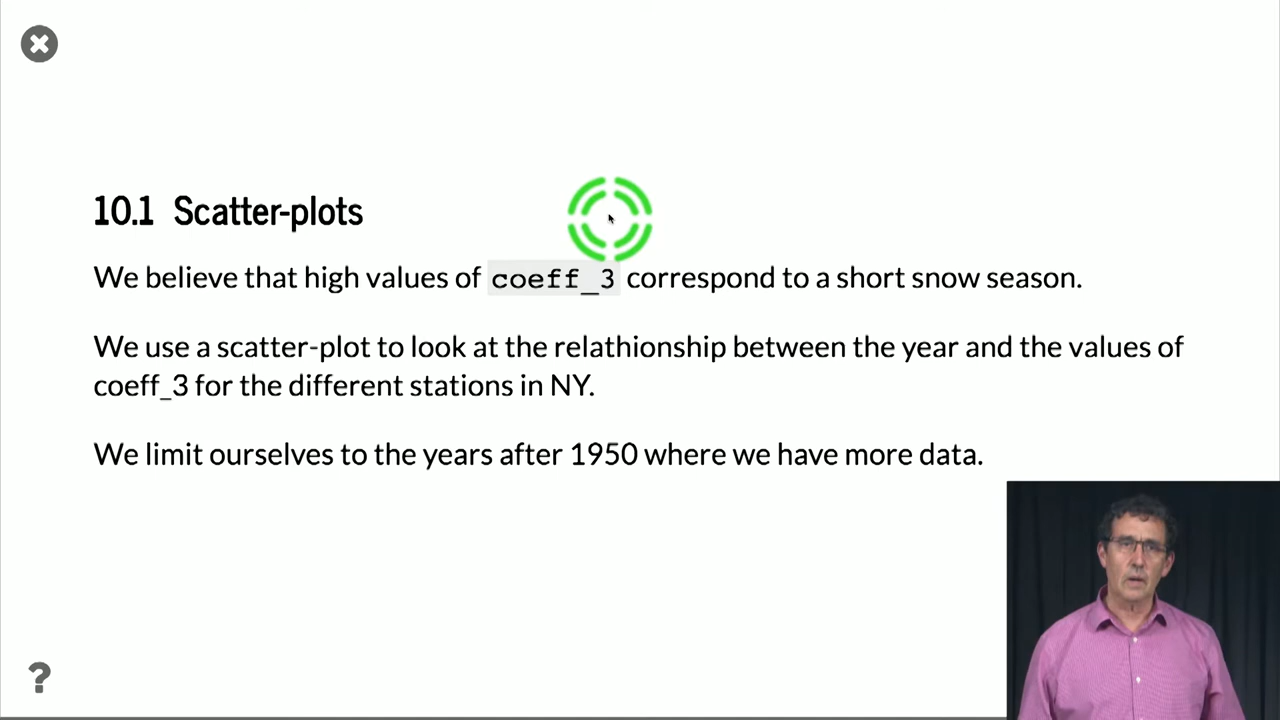 10.1 Scatter-plots
We believe that high values of coeff_3 correspond to a short snow season.
We use a scatter-plot to look at the relathionship between the year and the values of
coeff_3 for the different stations in NY.
We limit ourselves to the years after 1950 where we have more data.
?